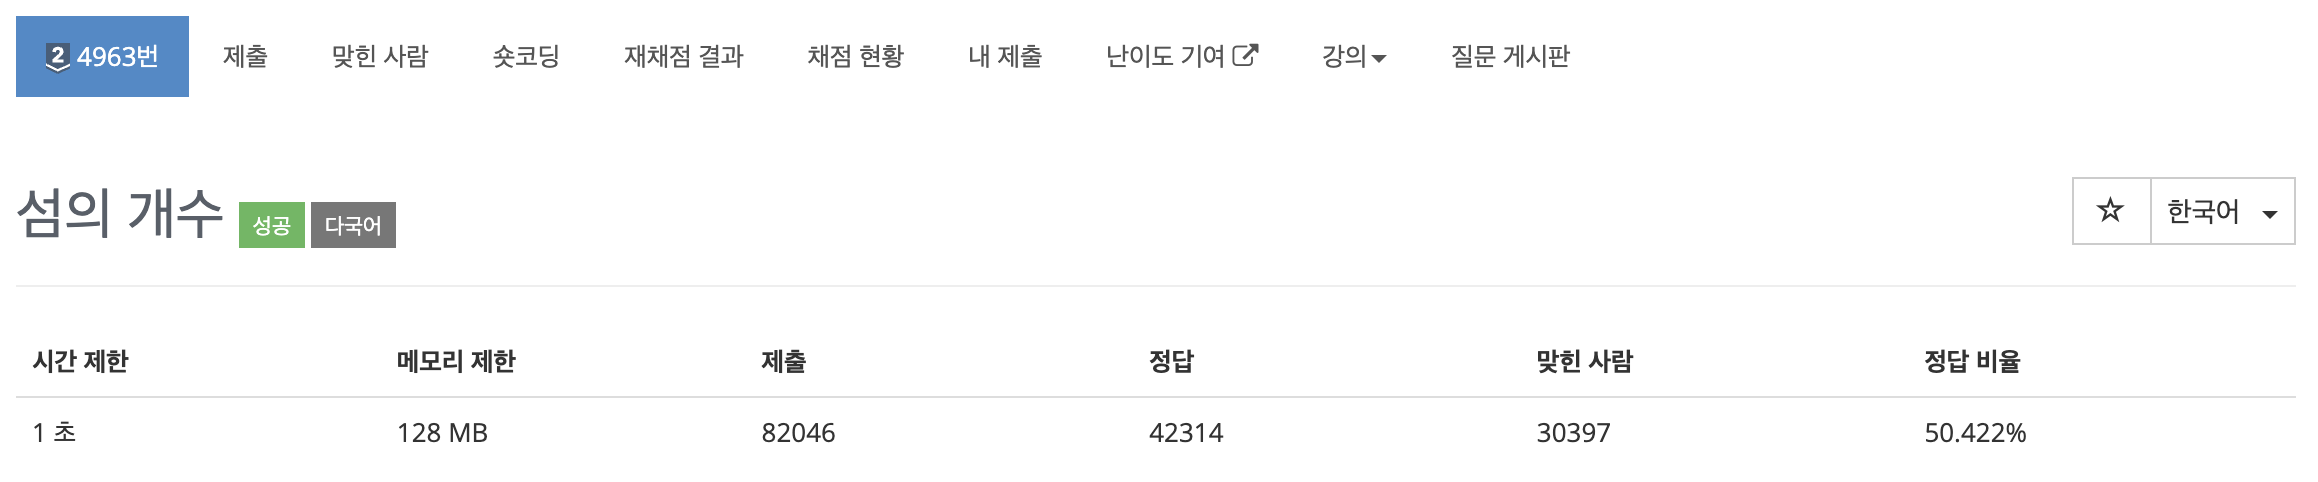 2 4963번 제출 맞힌 사람 숏코딩 재채점 결과 채점 현황 내 제출 난이도 기여 강의 질문 게시판
섬의 개수 성공 다국어 한국어
시간 제한 메모리 제한 제출 정답 맞힌 사람 정답 비율
1 초 128 MB 82046 42314 30397 50.422%